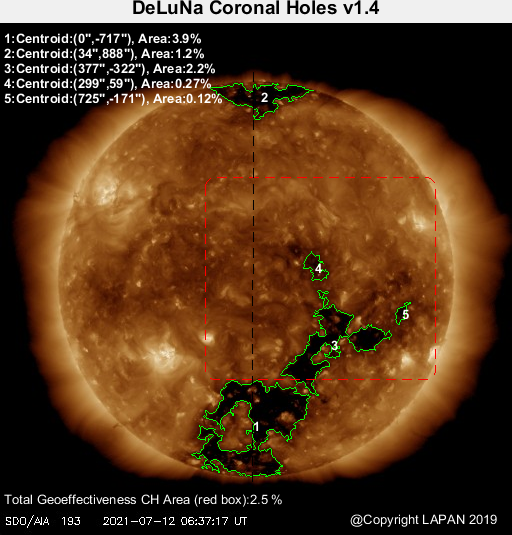 DeLuNa Coronal Holes v1.4
1:Centroid:(0",-717"), Area:3.9%
2:Centroid:(34",888"), Area:1.2%
3:Centroid:(377",-322"), Area:2.2%
4:Centroid:(299",59"), Area:0.27%
5:Centroid:(725",-171"), Area:0.12%
2
4
5
3
1
Total Geoeffectiveness CH Area (red box):2.5 %
SDO/AIA 193 2021-07-12 06:37:17 UT
@Copyright LAPAN 2019